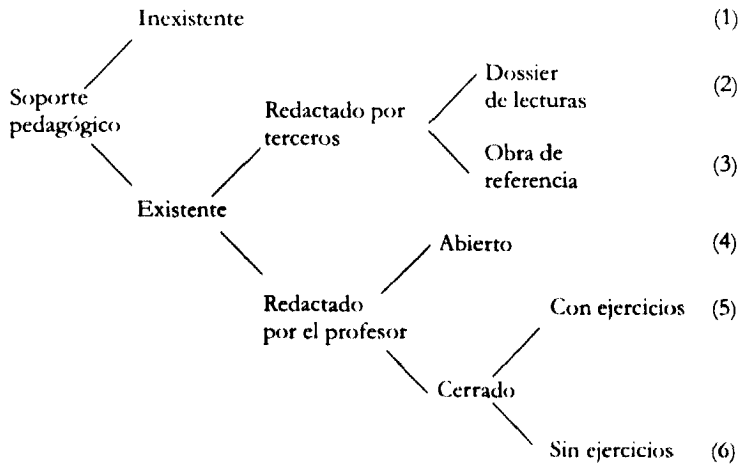 Inexistente (1)
Dossier
de lecturas (2)
Soporte
pedagógico
Redactado por
terceros
Obra de
referencia (3)
Existente
Abierto (4)
Redactado
por el profesor
Con ejercicios (5)
Cerrado
Sin ejercicios (6)